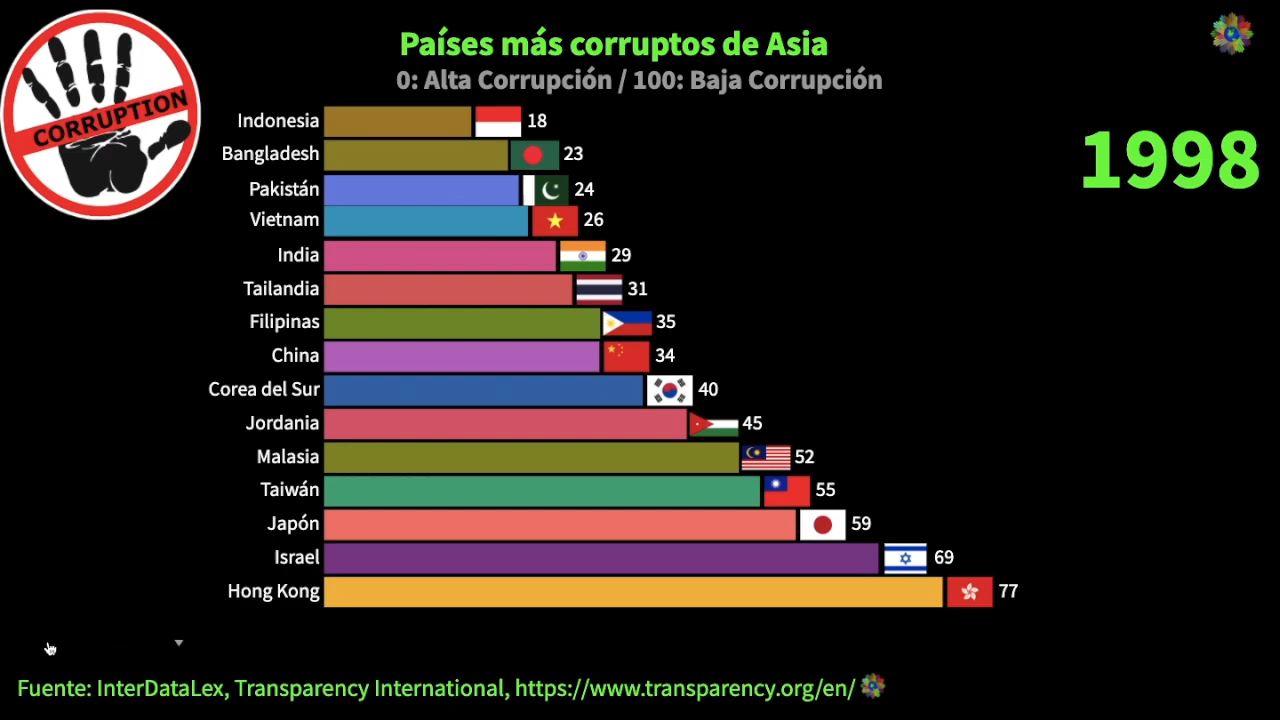 Países más corruptos de Asia
0: Alta Corrupción / 100: Baja Corrupción
CORRUPTION
1998
Indonesia 18
Bangladesh 23
Pakistán 24
Vietnam 26
India 29
Tailandia 31
Filipinas 35
China 34
Corea del Sur 40
Jordania 45
Malasia 52
Taiwán 55
Japón 59
Israel 69
Hong Kong 77
Fuente: InterDataLex, Transparency International, https://www.transparency.org/en/